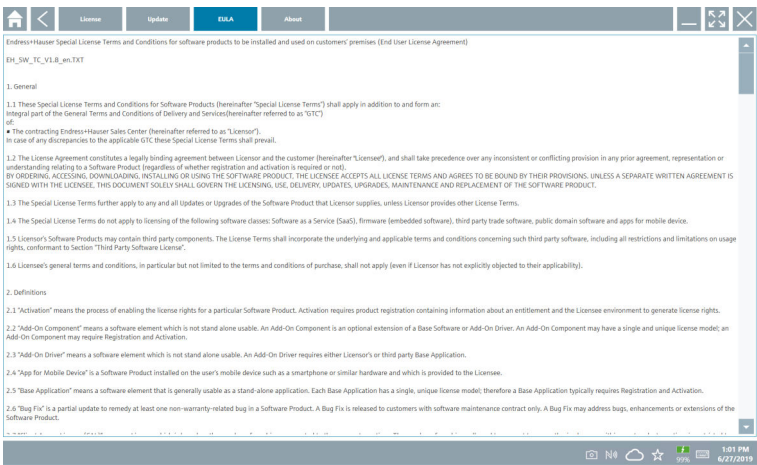 License
Update
EULA
About
Endress+Hauser Special License Terms and Conditions for software products to be installed and used on customers' premises (End User License Agreement)
EH_SW_TC_V1.8_en.TXT
1. General
1.1 These Special License Terms and Conditions for Software Products (hereinafter "Special License Terms") shall apply in addition to and form an:
Integral part of the General Terms and Conditions of Delivery and Services(hereinafter referred to as "GTC")
of:
● The contracting Endress+Hauser Sales Center (hereinafter referred to as "Licensor").
In case of any discrepancies to the applicable GTC these Special License Terms shall prevail.
1.2 The License Agreement constitutes a legally binding agreement between Licensor and the customer (hereinafter "Licensee"), and shall take precedence over any inconsistent or conflicting provision in any prior agreement, representation or
understanding relating to a Software Product (regardless of whether registration and activation is required or not).
BY ORDERING, ACCESSING, DOWNLOADING, INSTALLING OR USING THE SOFTWARE PRODUCT, THE LICENSEE ACCEPTS ALL LICENSE TERMS AND AGREES TO BE BOUND BY THEIR PROVISIONS. UNLESS A SEPARATE WRITTEN AGREEMENT IS
SIGNED WITH THE LICENSEE, THIS DOCUMENT SOLELY SHALL GOVERN THE LICENSING, USE, DELIVERY, UPDATES, UPGRADES, MAINTENANCE AND REPLACEMENT OF THE SOFTWARE PRODUCT.
1.3 The Special License Terms further apply to any and all Updates or Upgrades of the Software Product that Licensor supplies, unless Licensor provides other License Terms.
1.4 The Special License Terms do not apply to licensing of the following software classes: Software as a Service (SaaS), firmware (embedded software), third party trade software, public domain software and apps for mobile device.
1.5 Licensor's Software Products may contain third party components. The License Terms shall incorporate the underlying and applicable terms and conditions concerning such third party software, including all restrictions and limitations on usage
rights, conformant to Section "Third Party Software License".
1.6 Licensee's general terms and conditions, in particular but not limited to the terms and conditions of purchase, shall not apply (even if Licensor has not explicitly objected to their applicability).
2. Definitions
2.1 "Activation" means the process of enabling the license rights for a particular Software Product. Activation requires product registration containing information about an entitlement and the Licensee environment to generate license rights.
2.2 "Add-On Component" means a software element which is not stand alone usable. An Add-On Component is an optional extension of a Base Software or Add-On Driver. An Add-On Component may have a single and unique license model; an
Add-On Component may require Registration and Activation.
2.3 "Add-On Driver" means a software element which is not stand alone usable. An Add-On Driver requires either Licensor's or third party Base Application.
2.4 "App for Mobile Device" is a Software Product installed on the user's mobile device such as a smartphone or similar hardware and which is provided to the Licensee.
2.5 "Base Application" means a software element that is generally usable as a stand-alone application. Each Base Application has a single, unique license model; therefore a Base Application typically requires Registration and Activation.
2.6 "Bug Fix" is a partial update to remedy at least one non-warranty-related bug in a Software Product. A Bug Fix is released to customers with software maintenance contract only. A Bug Fix may address bugs, enhancements or extensions of the
Software Product.
99%
1:01 PM
6/27/2019